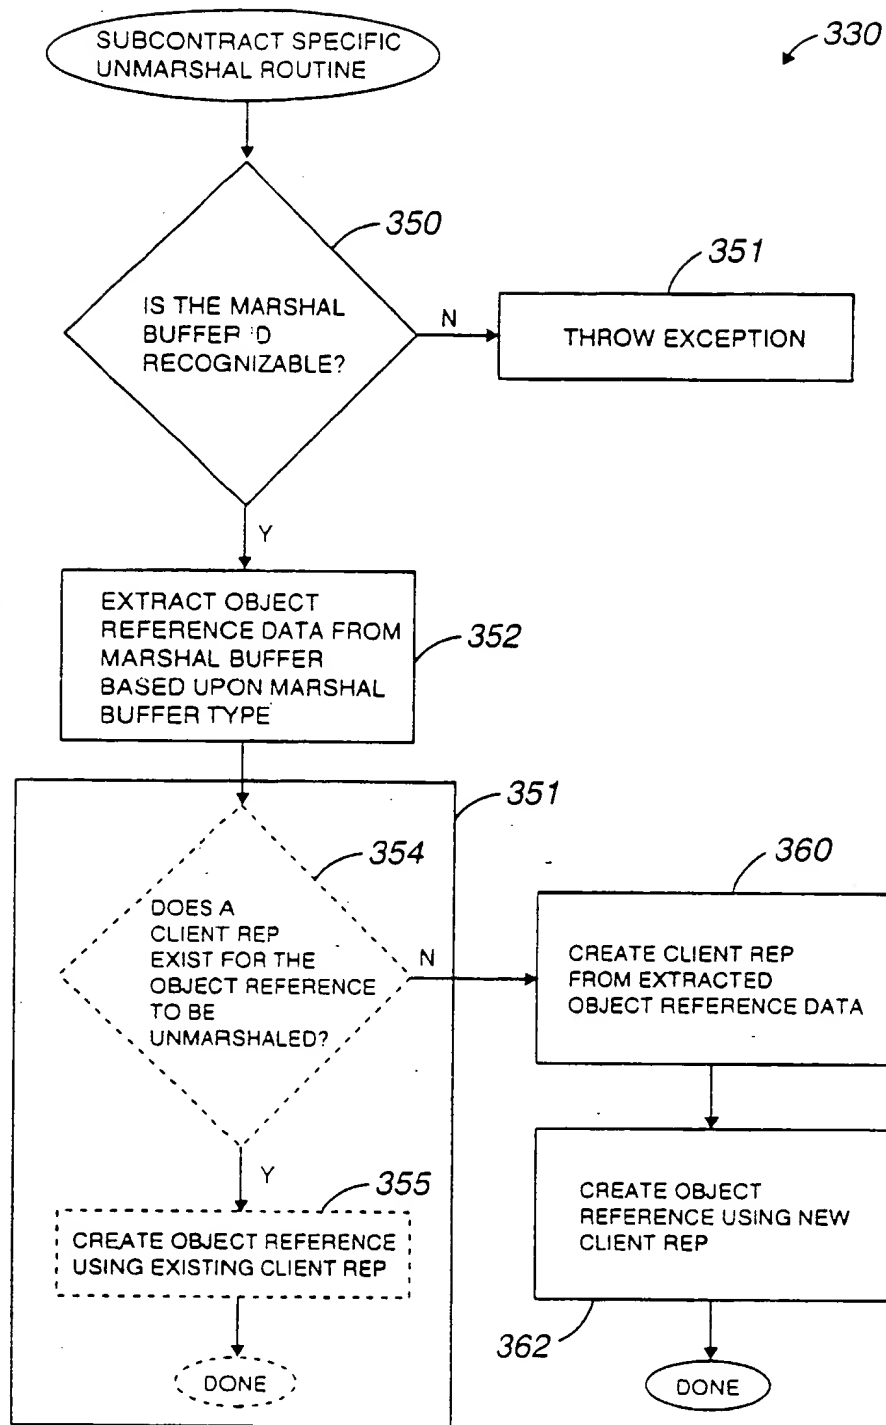 SUBCONTRACT SPECIFIC
UNMARSHAL ROUTINE
330
350
IS THE MARSHAL
BUFFER 'D
RECOGNIZABLE?
N
351
THROW EXCEPTION
Y
EXTRACT OBJECT
REFERENCE DATA FROM
MARSHAL BUFFER
BASED UPON MARSHAL
BUFFER TYPE
352
351
354
DOES A
CLIENT REP
EXIST FOR THE
OBJECT REFERENCE
TO BE
UNMARSHALED?
N
360
CREATE CLIENT REP
FROM EXTRACTED
OBJECT REFERENCE DATA
Y
355
CREATE OBJECT REFERENCE
USING EXISTING CLIENT REP
CREATE OBJECT
REFERENCE USING NEW
CLIENT REP
362
DONE
DONE